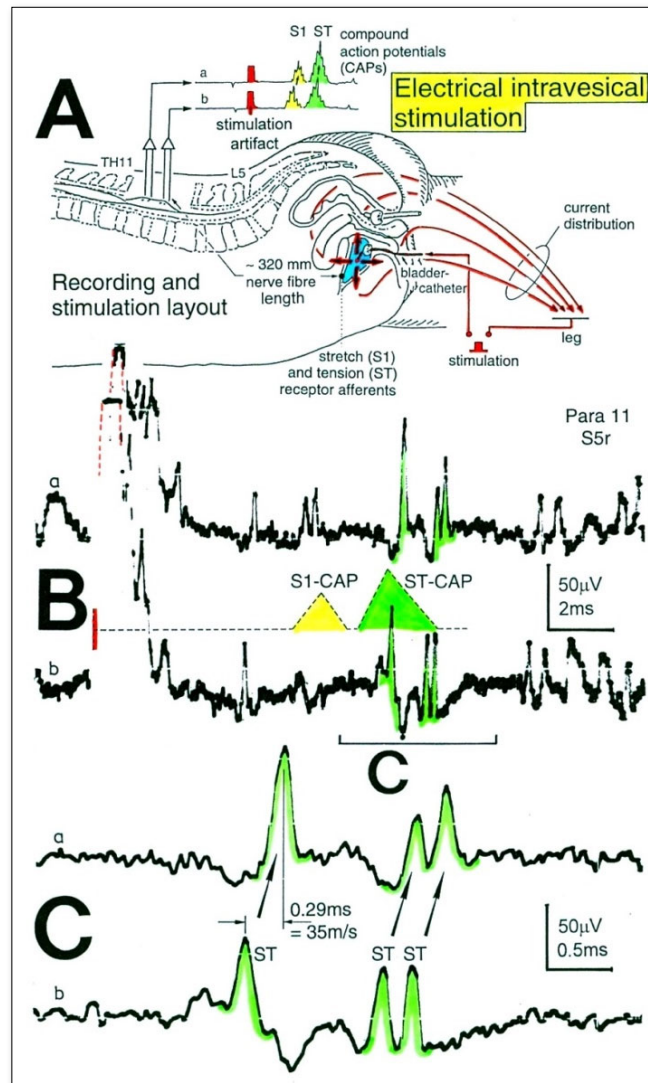 S1 ST
compound
action potentials
(CAPs)
a
b
A
Electrical intravesical
stimulation
stimulation
artifact
TH11
L5
current
distribution
~ 320 mm
nerve fibre
length
bladder-
catheter
Recording and
stimulation layout
leg
stimulation
stretch (S1)
and tension (ST)
receptor afferents
Para 11
S5r
a
S1-CAP
ST-CAP
B
50µV
2ms
b
C
a
0.29ms
= 35m/s
C
ST
ST
ST
50µV
0.5ms
b